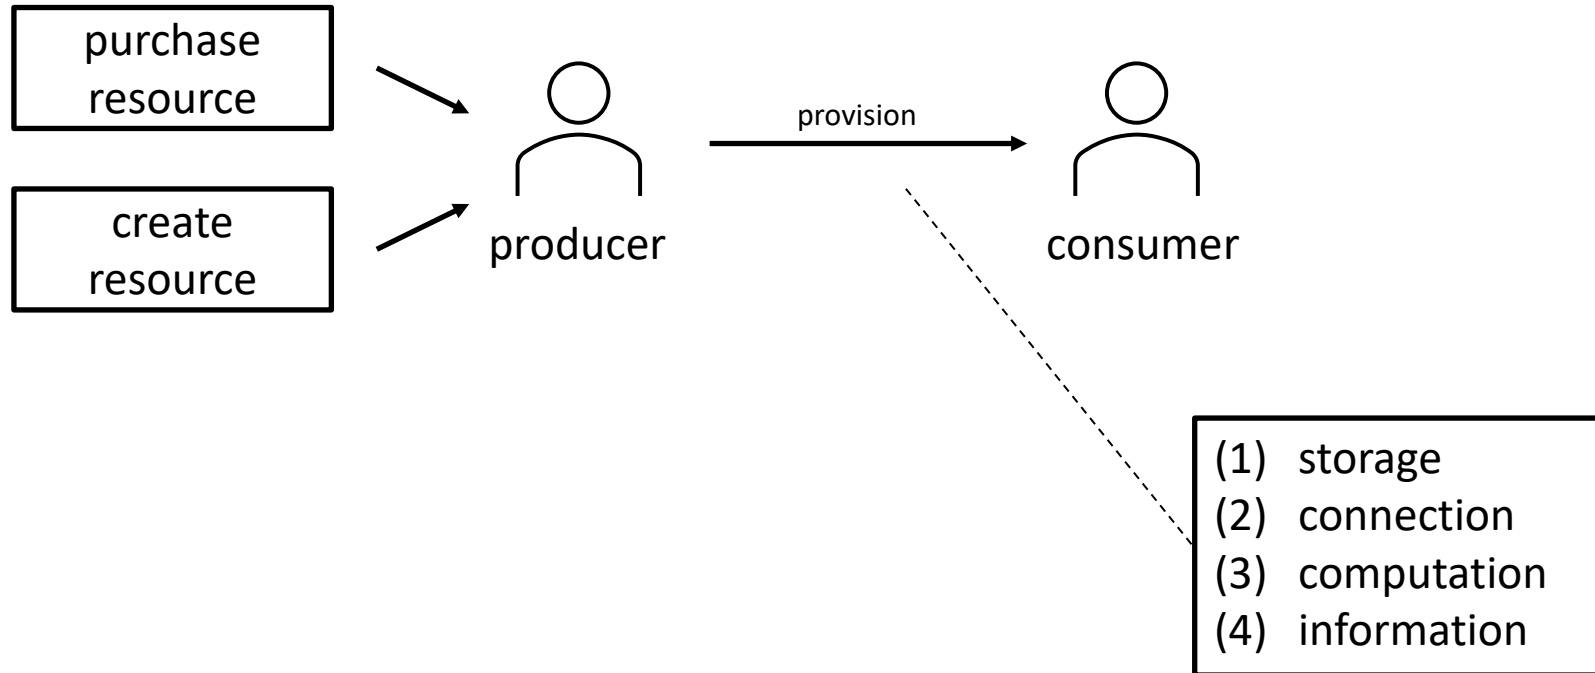 purchase
resource
provision
create
resource
producer
consumer
(1) storage
(2) connection
(3) computation
(4) information